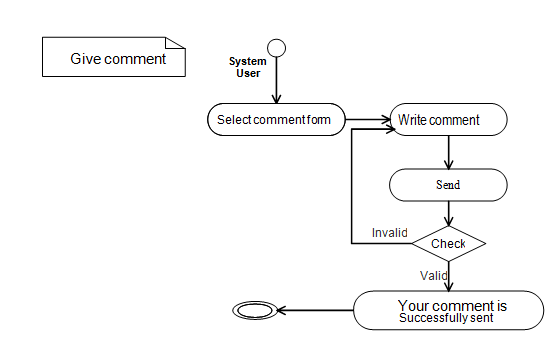 Give comment
System
User
Select comment form
Write comment
Send
Invalid
Check
Valid
Your comment is
Successfully sent